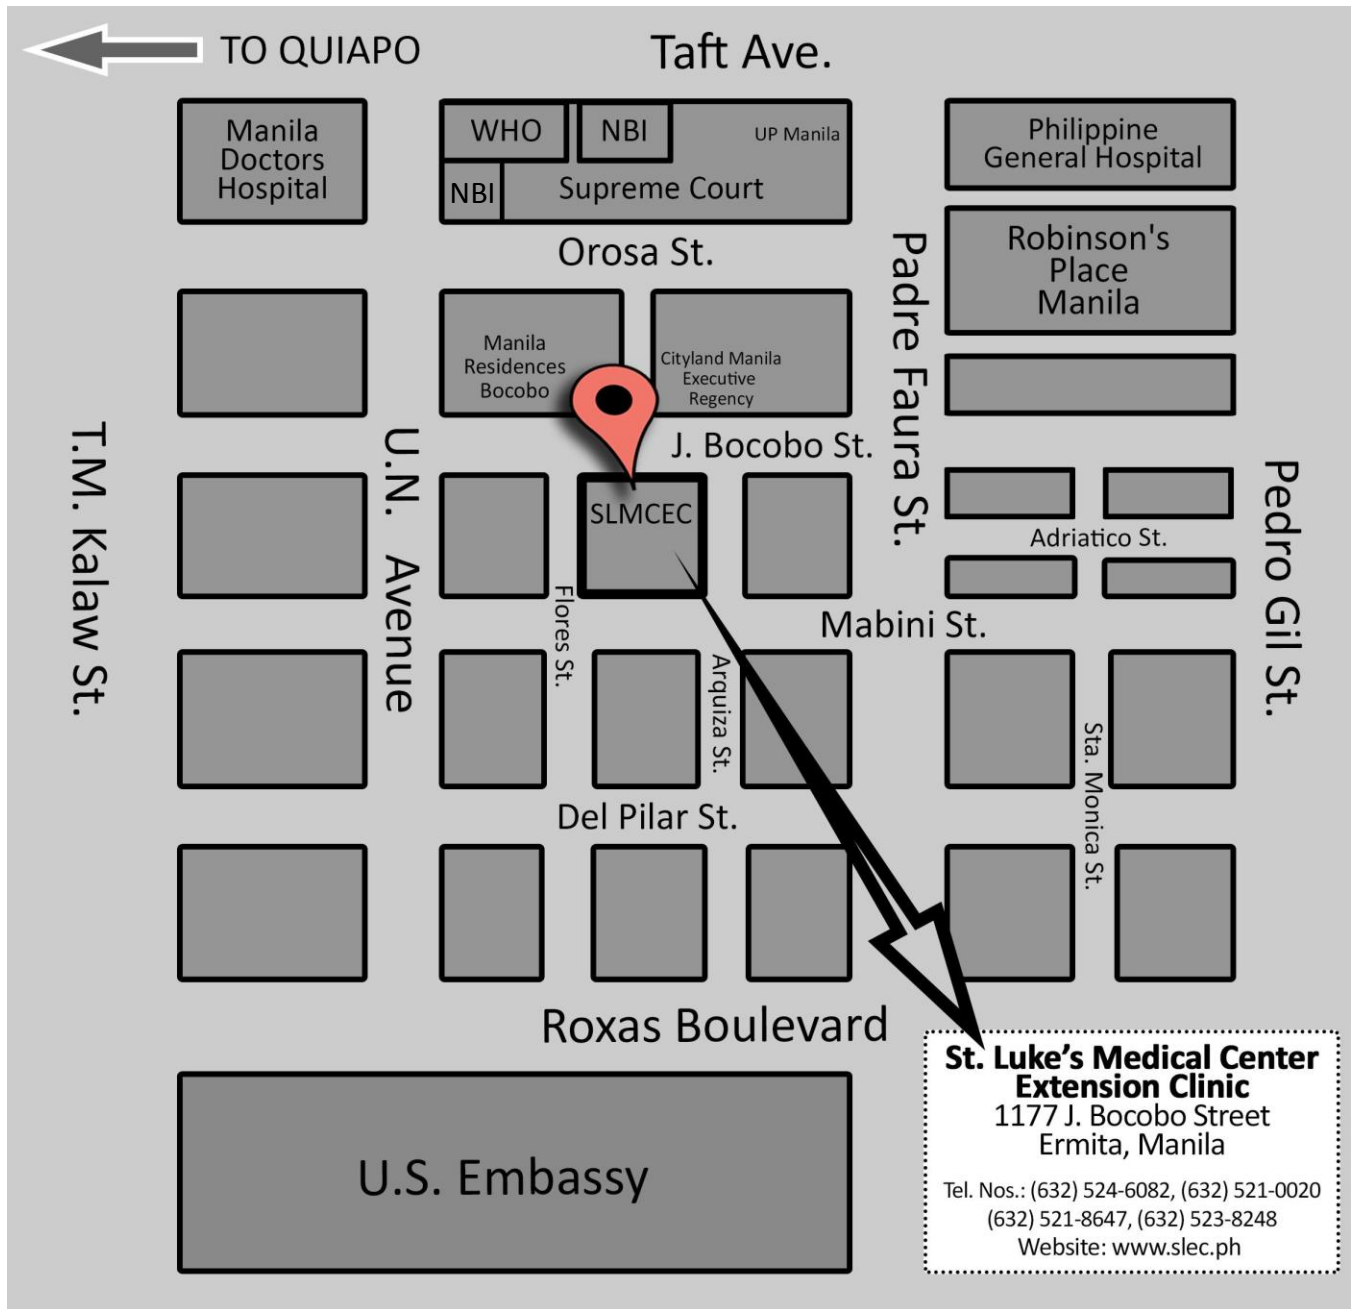 TO QUIAPO
Taft Ave.
Manila
Doctors
Hospital
WHO
NBI
UP Manila
NBI
Supreme Court
Philippine
General Hospital
Orosa St.
Padre Faura St.
Robinson's
Place
Manila
Manila
Residences
Bocobo
Cityland Manila
Executive
Regency
T.M. Kalaw St.
U.N. Avenue
J. Bocobo St.
Pedro Gil St.
SLMCEC
Adriatico St.
Flores St.
Mabini St.
Arquiza St.
Sta. Monica St.
Del Pilar St.
Roxas Boulevard
U.S. Embassy
St. Luke’s Medical Center
Extension Clinic
1177 J. Bocobo Street
Ermita, Manila
Tel. Nos.: (632) 524-6082, (632) 521-0020
(632) 521-8647, (632) 523-8248
Website: www.slec.ph